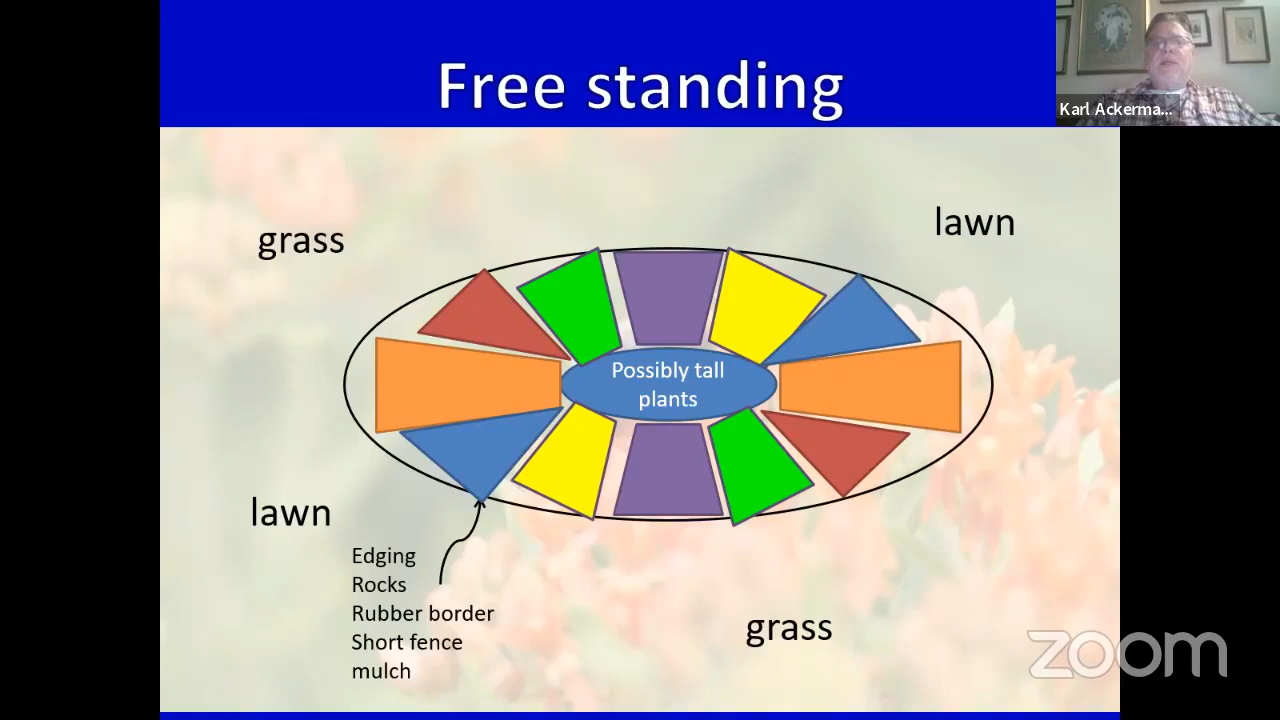 Free standing
Karl Ackerma...
lawn
grass
Possibly tall
plants
lawn
Edging
Rocks
Rubber border
Short fence
mulch
grass
zoom